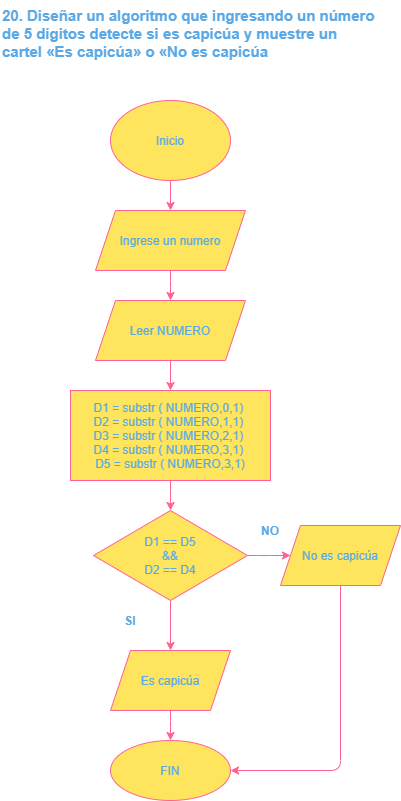 20. Diseñar un algoritmo que ingresando un número
de 5 digitos detecte si es capicúa y muestre un
cartel «Es capicúa» o «No es capicúa
Inicio
Ingrese un numero
Leer NUMERO
D1 = substr ( NUMERO,0,1)
D2 = substr ( NUMERO,1,1)
D3 = substr ( NUMERO,2,1)
D4 = substr ( NUMERO,3,1)
D5 = substr ( NUMERO,3,1)
D1 == D5
&&
D2 == D4
NO
No es capicúa
SI
Es capicúa
FIN